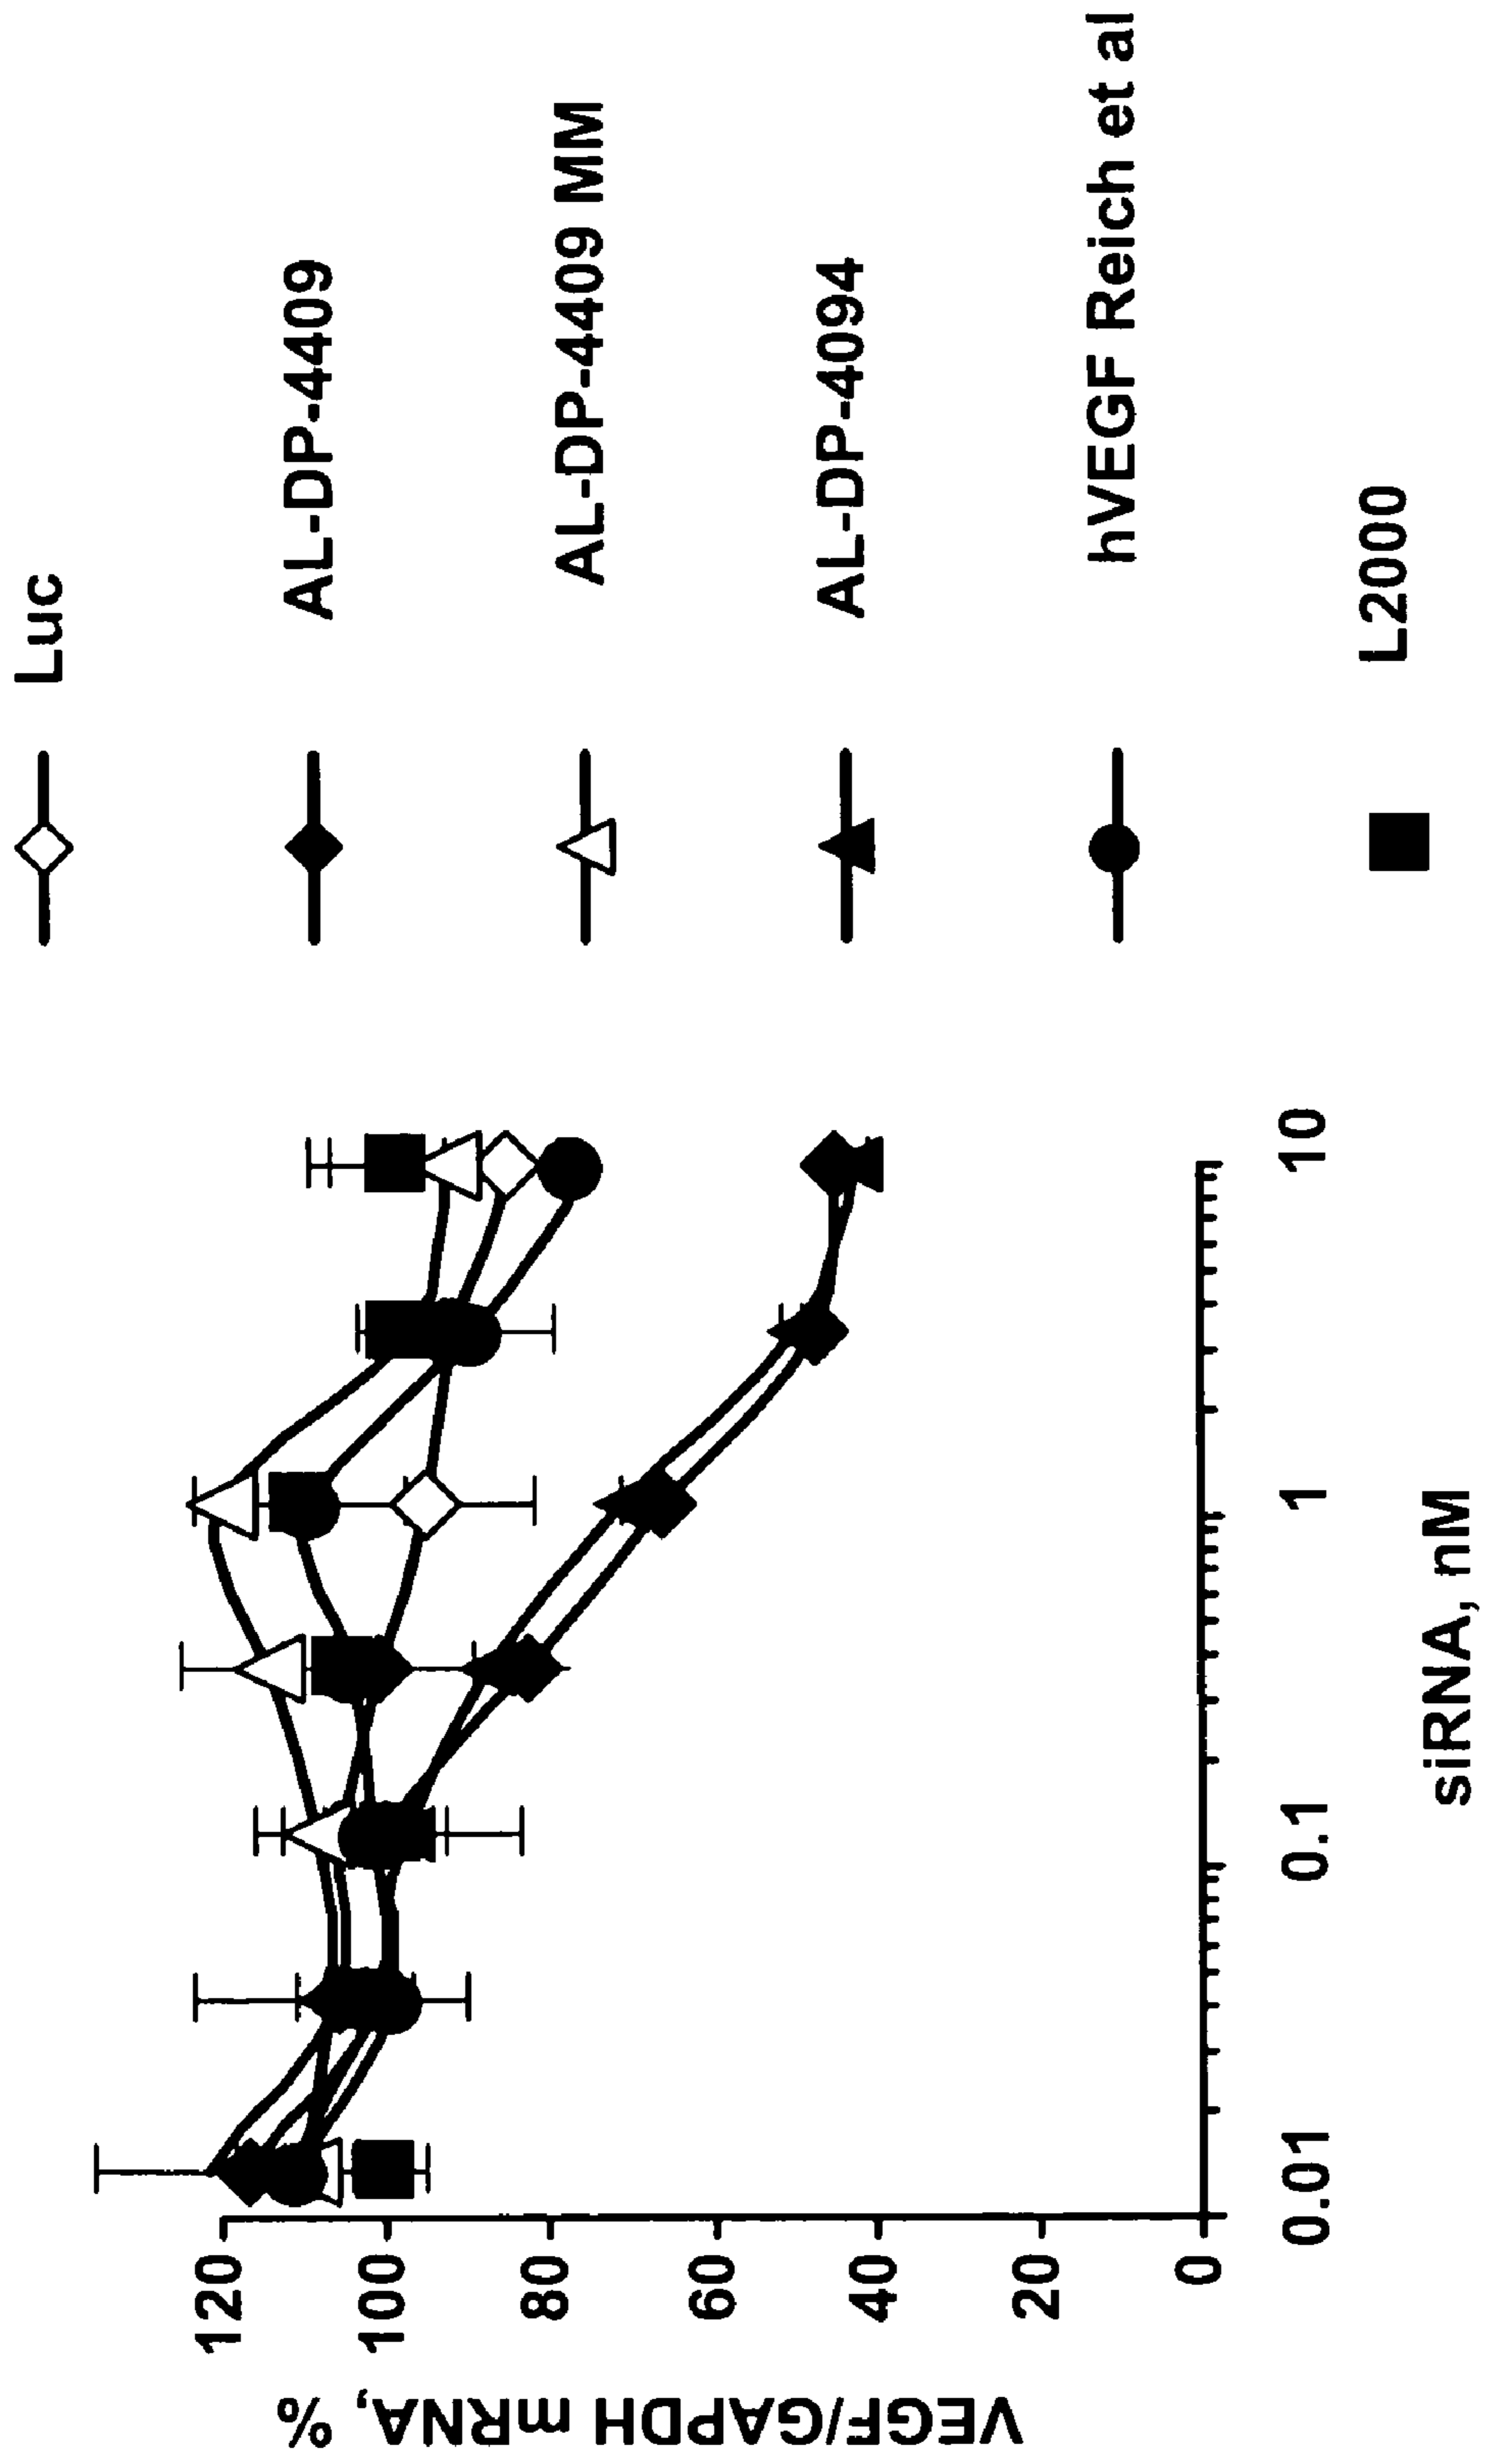 VEGF/GAPDH mRNA, %
120
100
80
60
40
20
0
0.01
0.1
1
10
siRNA, nM
Luc
AL-DP-4409
AL-DP-4409 MM
AL-DP-4094
hVEGF Reich et al
L2000